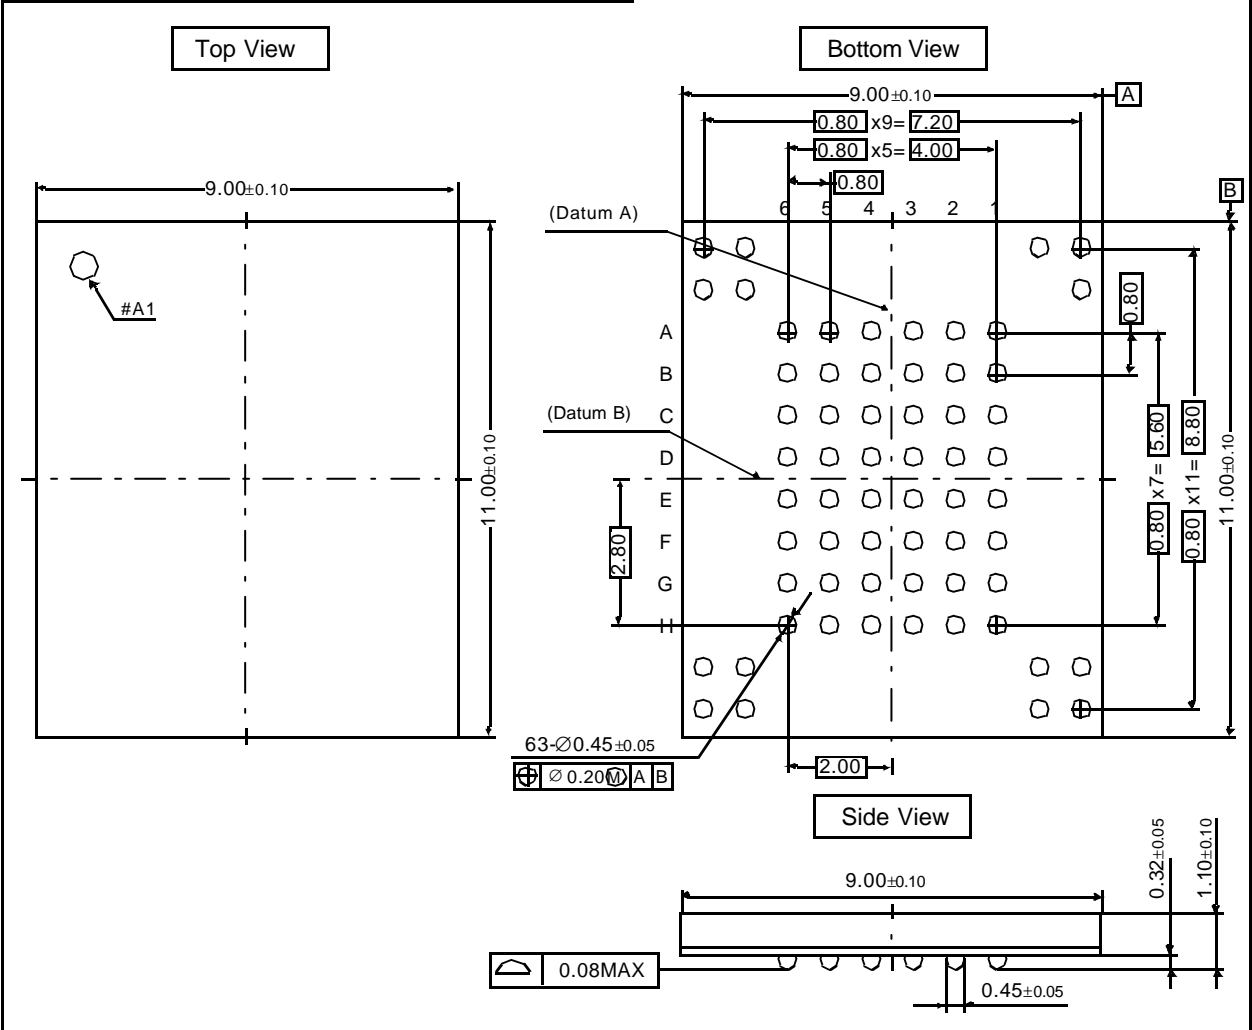 Top View
Bottom View
9.00±0.10
A
0.80 x9= 7.20
0.80 x5= 4.00
0.80
9.00±0.10
B
(Datum A)
6 5 4 3 2 1
#A1
0.80
A
B
C
D
E
F
G
H
(Datum B)
11.00±0.10
2.80
0.80 x7= 5.60
0.80 x11= 8.80
11.00±0.10
63-∅0.45±0.05
∅ 0.20Ⓜ A B
2.00
Side View
9.00±0.10
0.32±0.05
1.10±0.10
0.08MAX
0.45±0.05